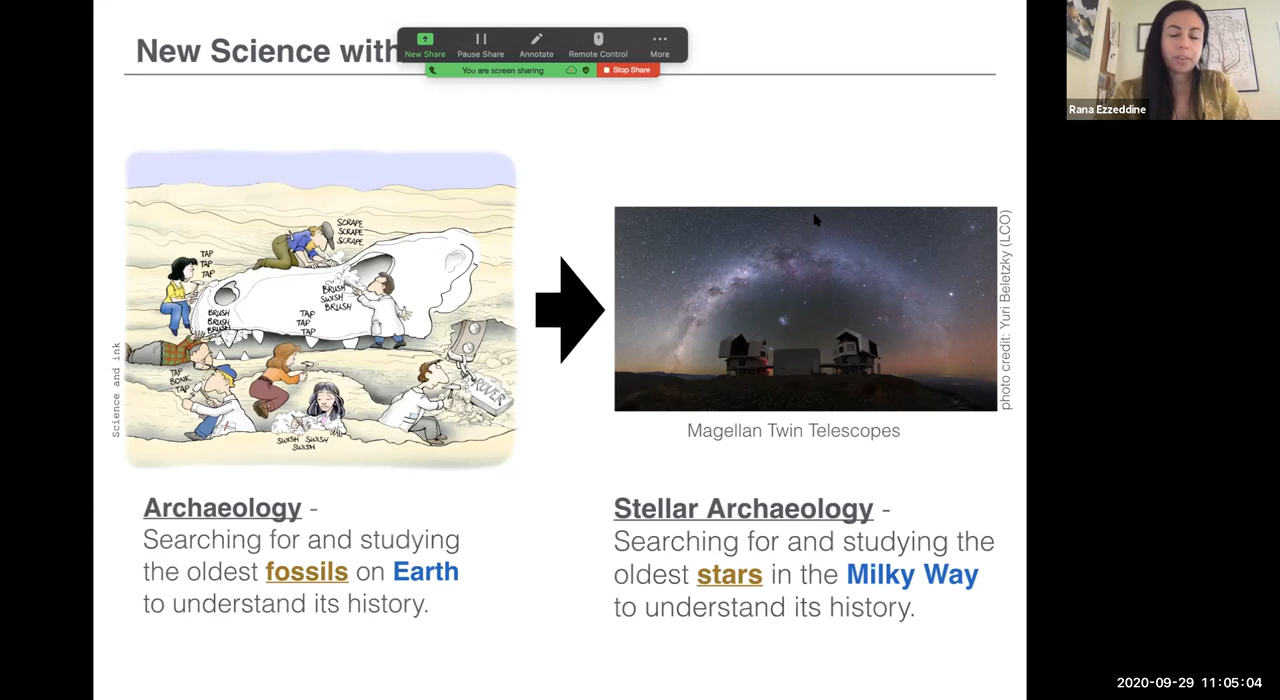 New Science with
New Share
Pause Share
Annotate
Remote Control
More
You are screen sharing
Stop Share
Rana Ezzeddine
SCRAPE
SCRAPE
SCRAPE
TAP
TAP
TAP
BRUSH
SWISH
BRUSH
BRUSH
BRUSH
BRUSH
TAP
TAP
TAP
TAP
BONK
TAP
ROVER
SWISH SWISH
SWISH
Science and ink
photo credit: Yuri Beletzky (LCO)
Magellan Twin Telescopes
Archaeology -
Searching for and studying
the oldest fossils on Earth
to understand its history.
Stellar Archaeology -
Searching for and studying the
oldest stars in the Milky Way
to understand its history.
2020-09-29 11:05:04